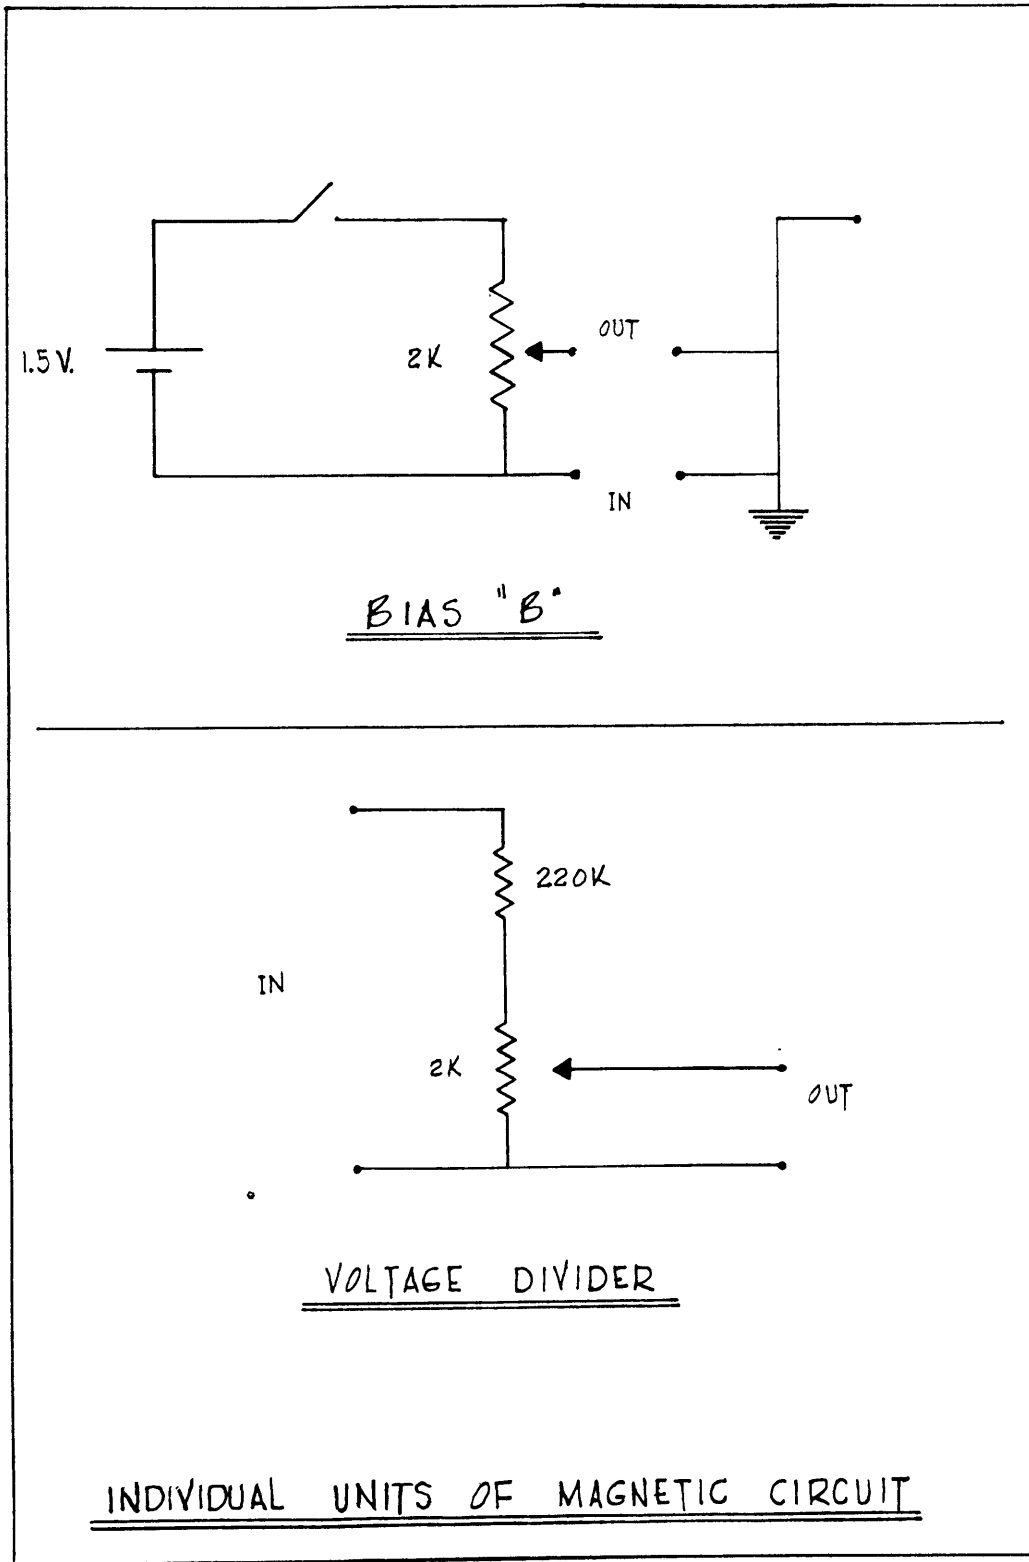 OUT
1.5 V.
2K
IN
BIAS "B"
220K
IN
2K
OUT
VOLTAGE DIVIDER
INDIVIDUAL UNITS OF MAGNETIC CIRCUIT